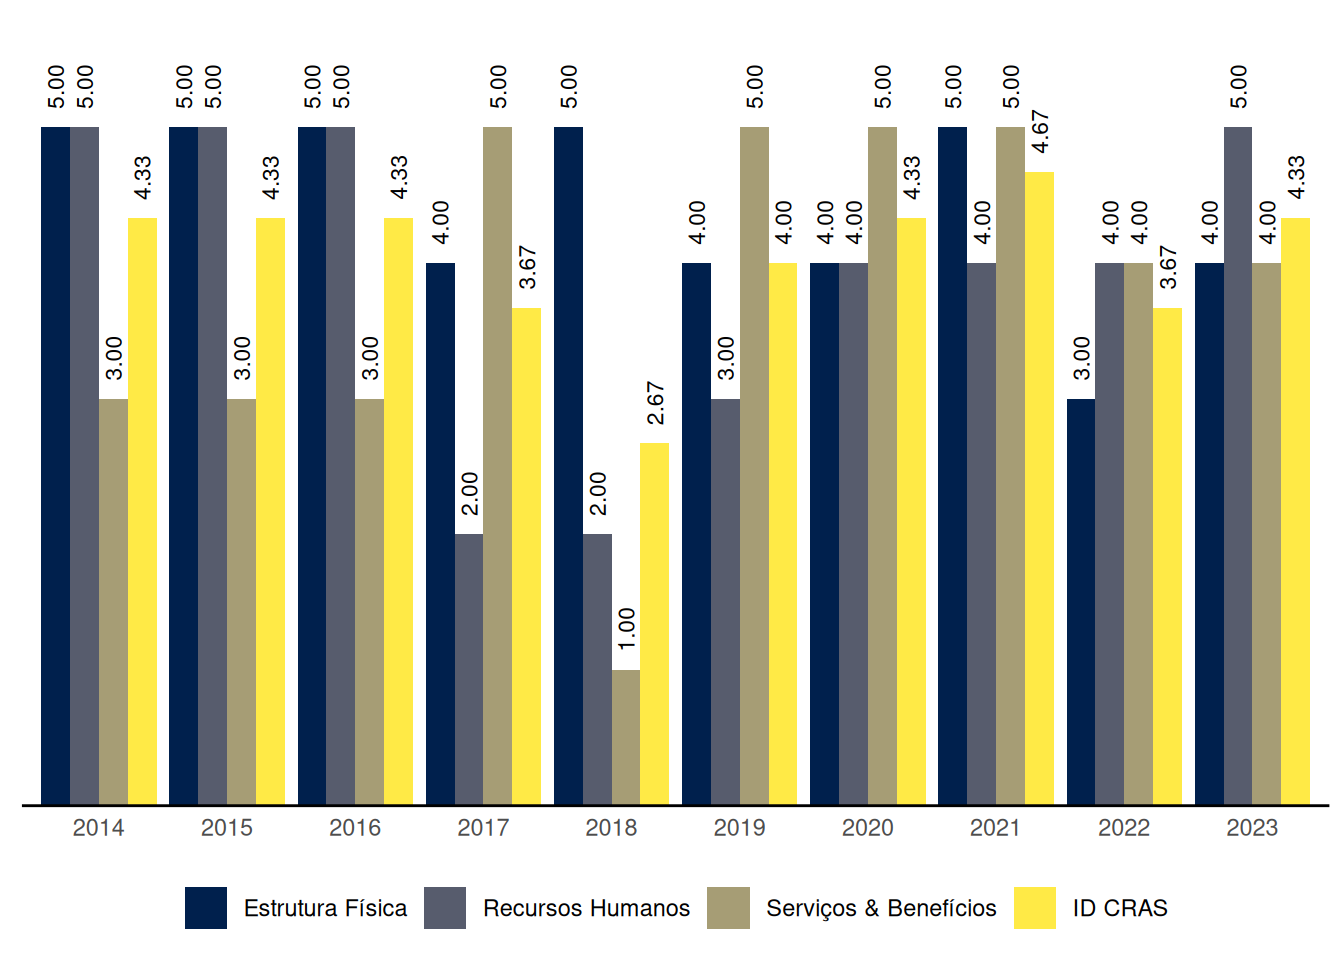 5.00 5.00 3.00 4.33 5.00 5.00 3.00 4.33 5.00 5.00 3.00 4.33 4.00 2.00 5.00 3.67 5.00 2.00 1.00 2.67 4.00 3.00 5.00 4.00 4.00 4.00 5.00 4.33 5.00 4.00 5.00 4.67 3.00 4.00 4.00 3.67 4.00 5.00 4.00 4.33
2014 2015 2016 2017 2018 2019 2020 2021 2022 2023
Estrutura Física Recursos Humanos Serviços & Benefícios ID CRAS